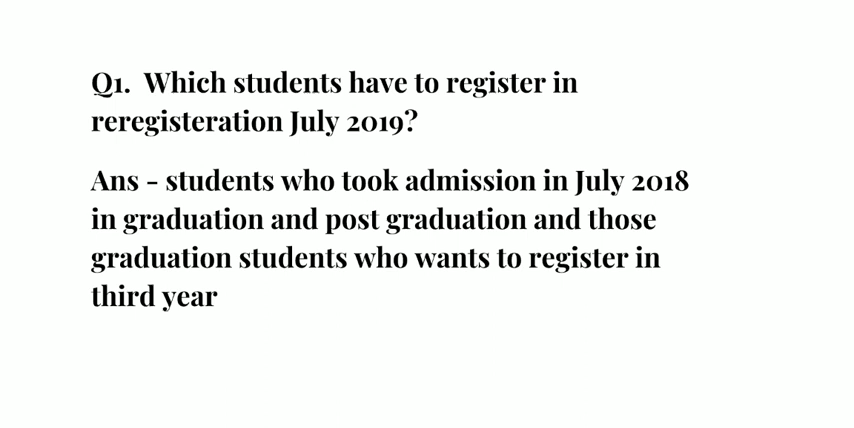 Q1. Which students have to register in
reregisteration July 2019?
Ans - students who took admission in July 2018
in graduation and post graduation and those
graduation students who wants to register in
third year